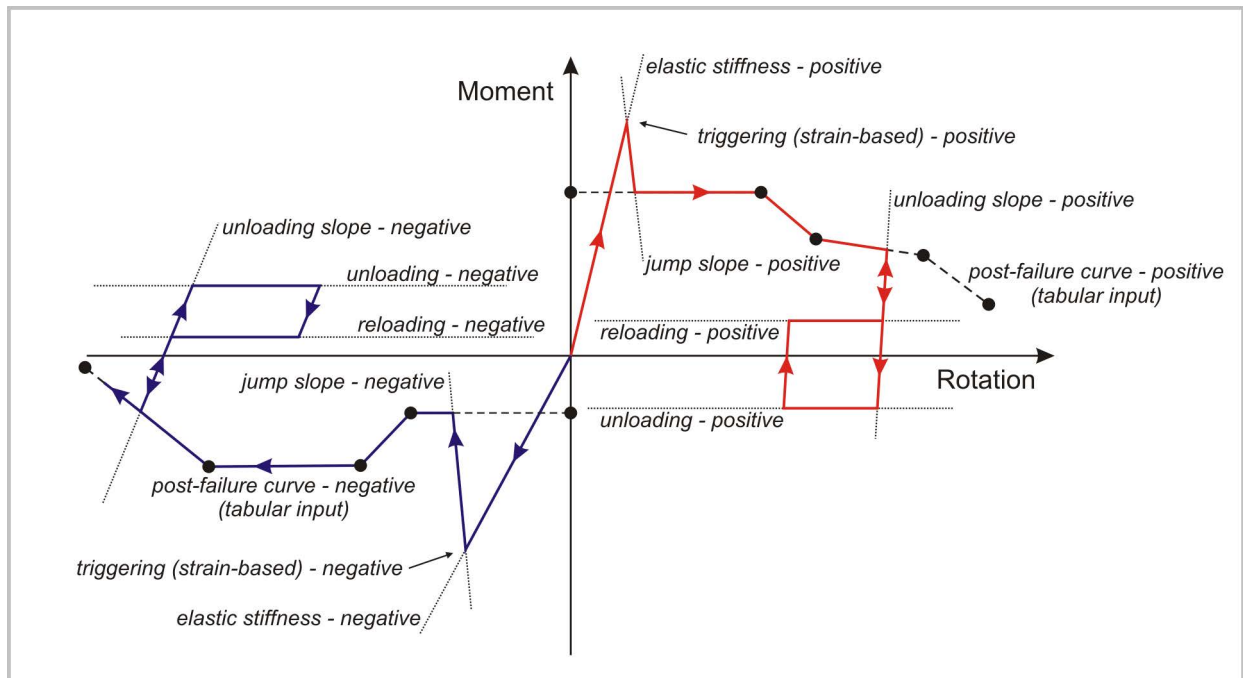 elastic stiffness - positive
Moment
triggering (strain-based) - positive
unloading slope - positive
unloading slope - negative
jump slope - positive
unloading - negative
post-failure curve - positive
(tabular input)
reloading - negative
reloading - positive
jump slope - negative
Rotation
unloading - positive
post-failure curve - negative
(tabular input)
triggering (strain-based) - negative
elastic stiffness - negative